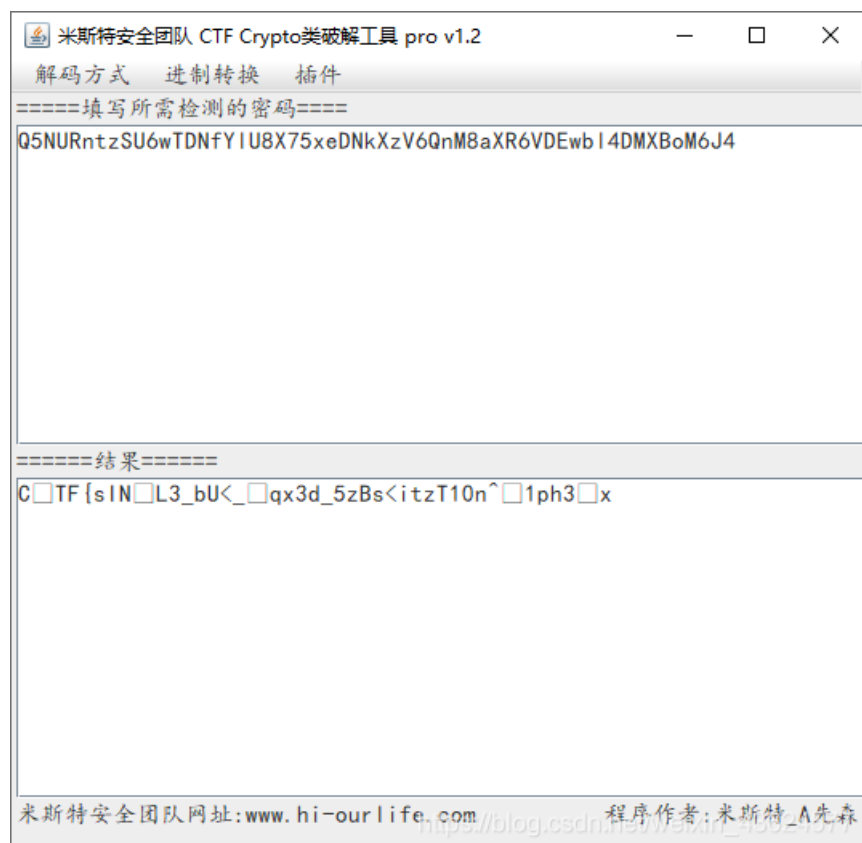 米斯特安全团队 CTF Crypto类破解工具 pro v1.2
解码方式 进制转换 插件
=====填写所需检测的密码====
Q5NURntzSU6wTDNfYlU8X75xeDNkXzV6QnM8aXR6VDEwbl4DMXBoM6J4
======结果======
C□TF{sIN□L3_bU<_□qx3d_5zBs<itzT10n^□1ph3□x
米斯特安全团队网址:www.hi-ourlife.com 程序作者:米斯特_A先森